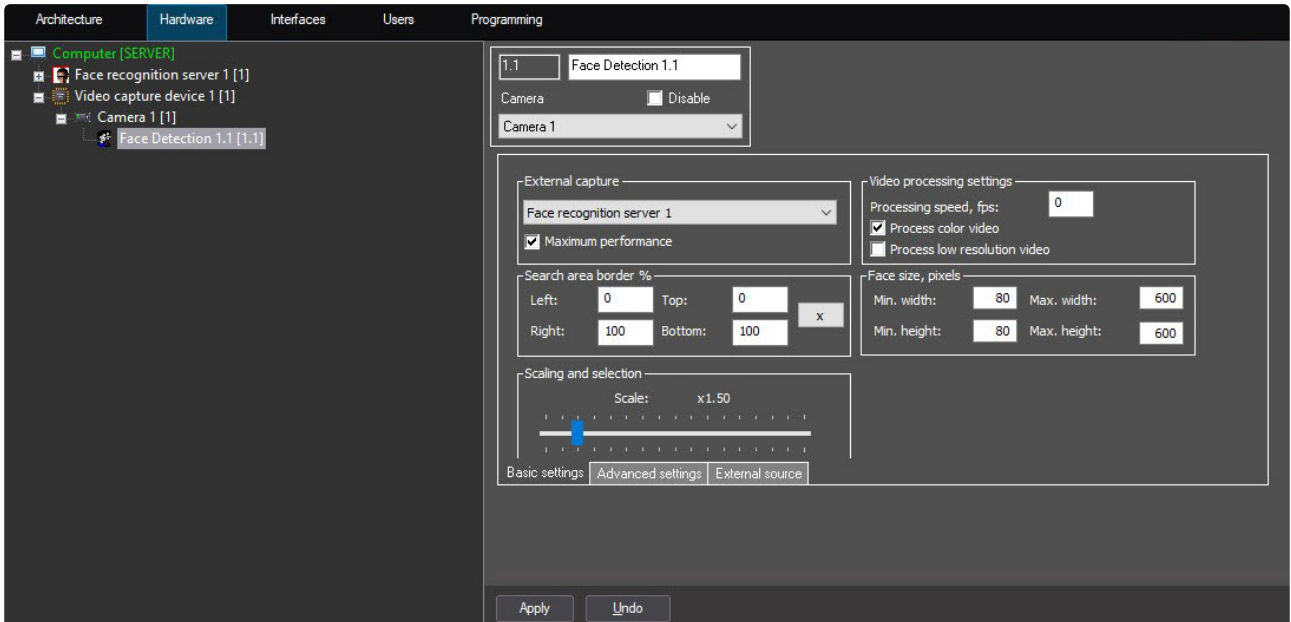 Architecture Hardware Interfaces Users Programming
Computer [SERVER]
Face recognition server 1 [1]
Video capture device 1 [1]
Camera 1 [1]
Face Detection 1.1 [1.1]
1.1 Face Detection 1.1
Camera Disable
Camera 1
External capture
Face recognition server 1
Maximum performance
Video processing settings
Processing speed, fps: 0
Process color video
Process low resolution video
Search area border %
Left: 0 Top: 0
x
Right: 100 Bottom: 100
Face size, pixels
Min. width: 80 Max. width: 600
Min. height: 80 Max. height: 600
Scaling and selection
Scale: x1.50
Basic settings Advanced settings External source
Apply Undo